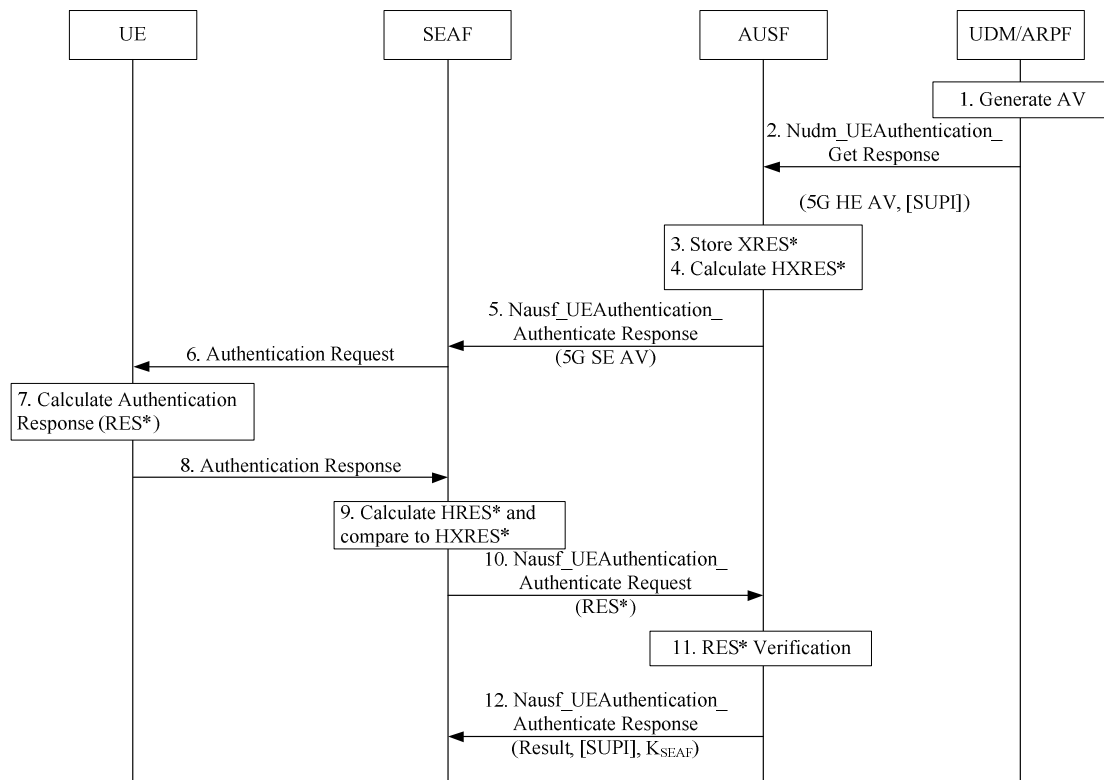 UE
SEAF
AUSF
UDM/ARPF
1. Generate AV
2. Nudm_UEAuthentication_
Get Response
(5G HE AV, [SUPI])
3. Store XRES*
4. Calculate HXRES*
5. Nausf_UEAuthentication_
Authenticate Response
(5G SE AV)
6. Authentication Request
7. Calculate Authentication
Response (RES*)
8. Authentication Response
9. Calculate HRES* and
compare to HXRES*
10. Nausf_UEAuthentication_
Authenticate Request
(RES*)
11. RES* Verification
12. Nausf_UEAuthentication_
Authenticate Response
(Result, [SUPI], KSEAF)